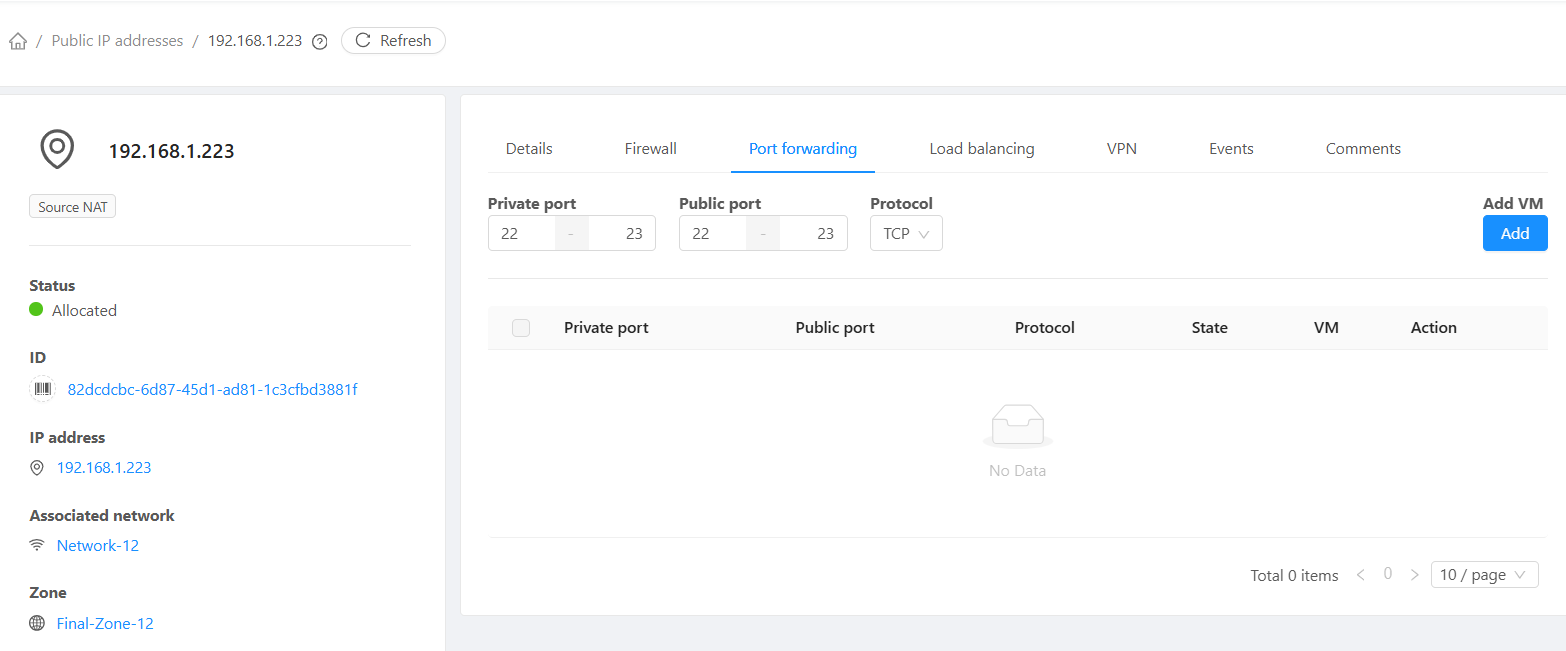 / Public IP addresses / 192.168.1.223 ? Refresh
192.168.1.223
Source NAT
Status
Allocated
ID
82dcdcbc-6d87-45d1-ad81-1c3cfbd3881f
IP address
192.168.1.223
Associated network
Network-12
Zone
Final-Zone-12
Details Firewall Port forwarding Load balancing VPN Events Comments
Private port Public port Protocol Add VM
22 - 23 22 - 23 TCP Add
Private port Public port Protocol State VM Action
No Data
Total 0 items < 0 > 10 / page